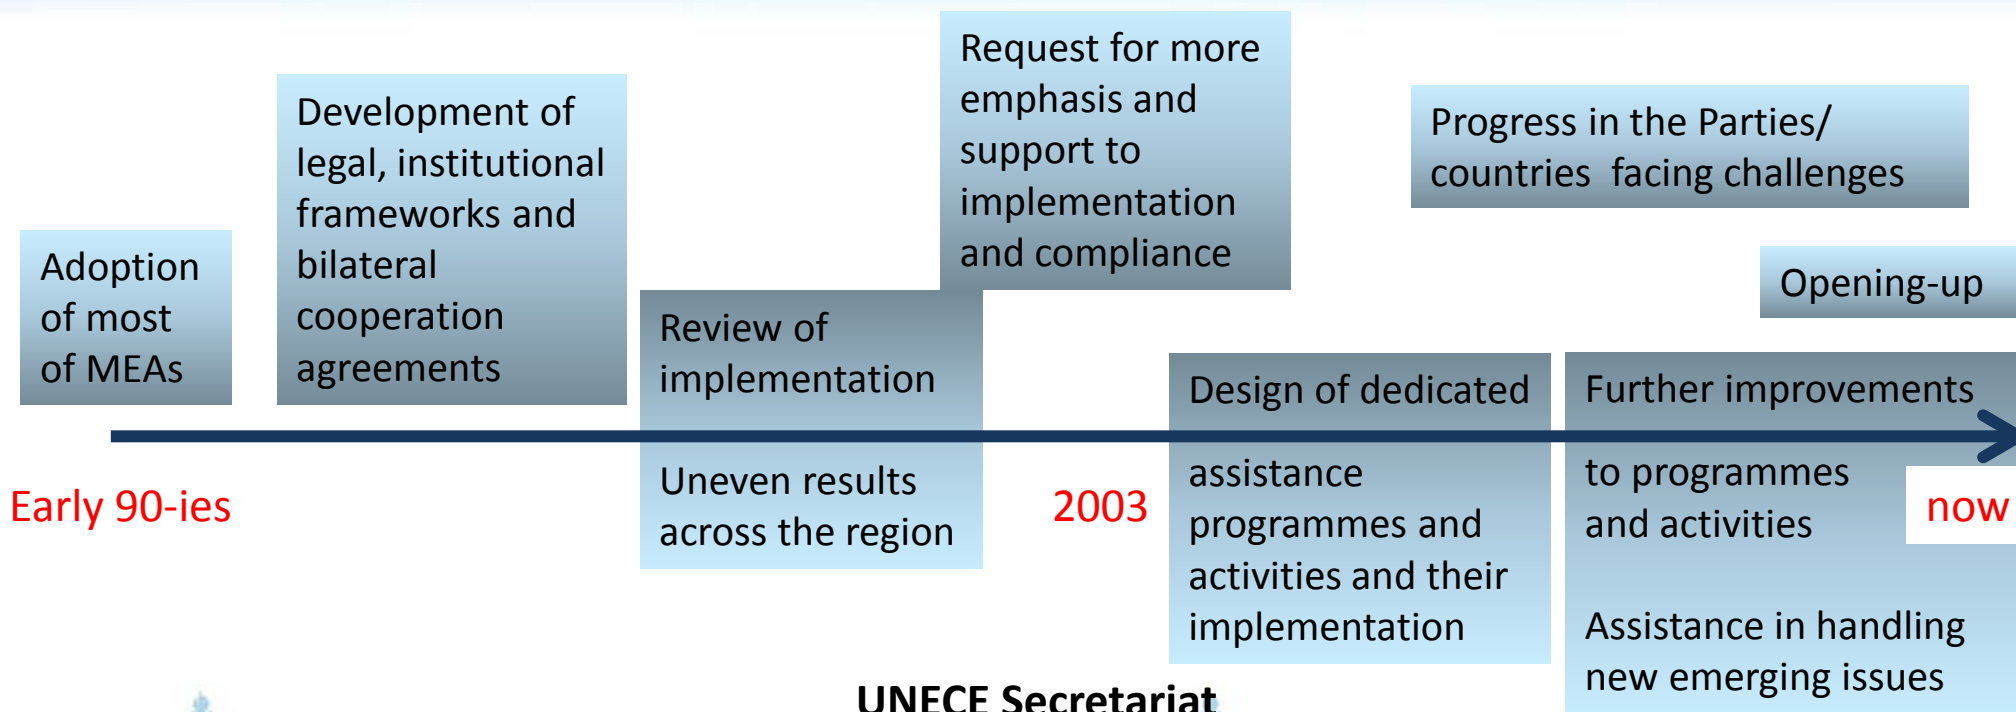 Adoption
of most
of MEAs
Development of
legal, institutional
frameworks and
bilateral
cooperation
agreements
Review of
implementation
Uneven results
across the region
Request for more
emphasis and
support to
implementation
and compliance
Design of dedicated
assistance
programmes and
activities and their
implementation
Progress in the Parties/
countries facing challenges
Opening-up
Further improvements
to programmes
and activities
Assistance in handling
new emerging issues
Early 90-ies
2003
now
UNECE Secretariat